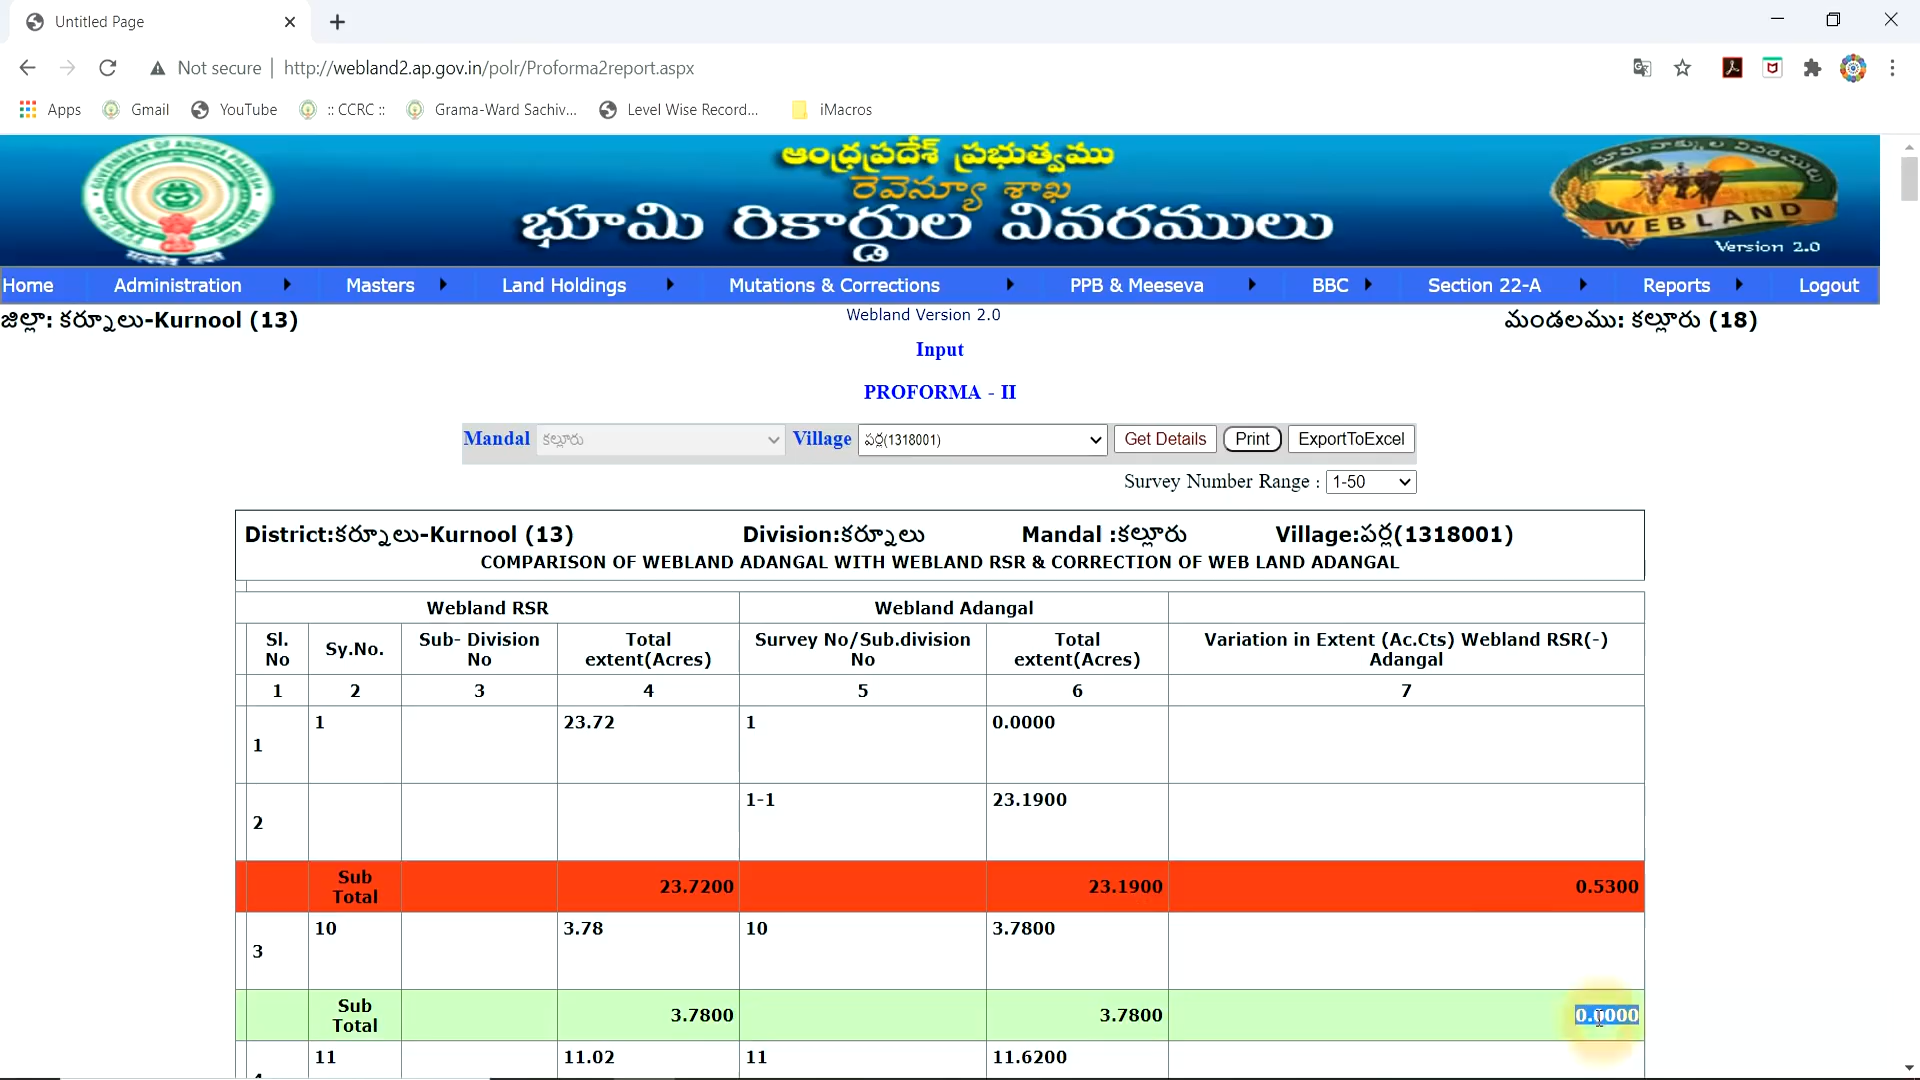 Untitled Page
Not secure | http://webland2.ap.gov.in/polr/Proforma2report.aspx
Apps Gmail YouTube :: CCRC :: Grama-Ward Sachiv... Level Wise Record... iMacros
ఆంధ్రప్రదేశ్ ప్రభుత్వము
రెవెన్యూ శాఖ
భూమి రికార్డుల వివరములు
WEBLAND
Version 2.0
Home Administration Masters Land Holdings Mutations & Corrections PPB & Meeseva BBC Section 22-A Reports Logout
జిల్లా: కర్నూలు-Kurnool (13) Webland Version 2.0 మండలము: కల్లూరు (18)
Input
PROFORMA - II
Mandal కల్లూరు Village పర్ల(1318001) Get Details Print ExportToExcel
Survey Number Range : 1-50
District:కర్నూలు-Kurnool (13) Division:కర్నూలు Mandal :కల్లూరు Village:పర్ల(1318001)
COMPARISON OF WEBLAND ADANGAL WITH WEBLAND RSR & CORRECTION OF WEB LAND ADANGAL
Webland RSR Webland Adangal
Sl. No Sy.No. Sub- Division No Total extent(Acres) Survey No/Sub.division No Total extent(Acres) Variation in Extent (Ac.Cts) Webland RSR(-) Adangal
1 2 3 4 5 6 7
1 1 23.72 1 0.0000
2 1-1 23.1900
Sub Total 23.7200 23.1900 0.5300
3 10 3.78 10 3.7800
Sub Total 3.7800 3.7800 0.0000
11 11.02 11 11.6200